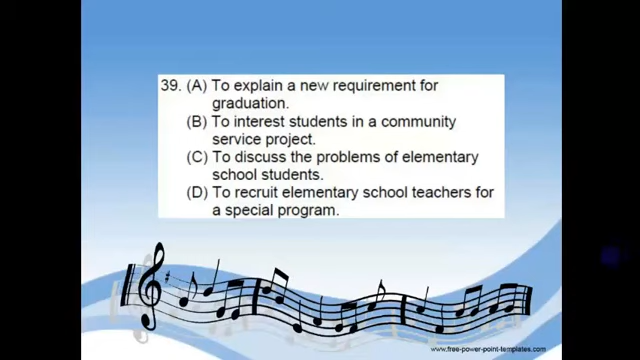 39. (A) To explain a new requirement for
graduation.
(B) To interest students in a community
service project.
(C) To discuss the problems of elementary
school students.
(D) To recruit elementary school teachers for
a special program.
www.free-power-point-templates.com